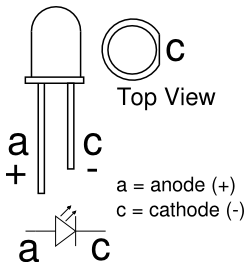 c
Top View
a c
+ -
a = anode (+)
c = cathode (-)
a c